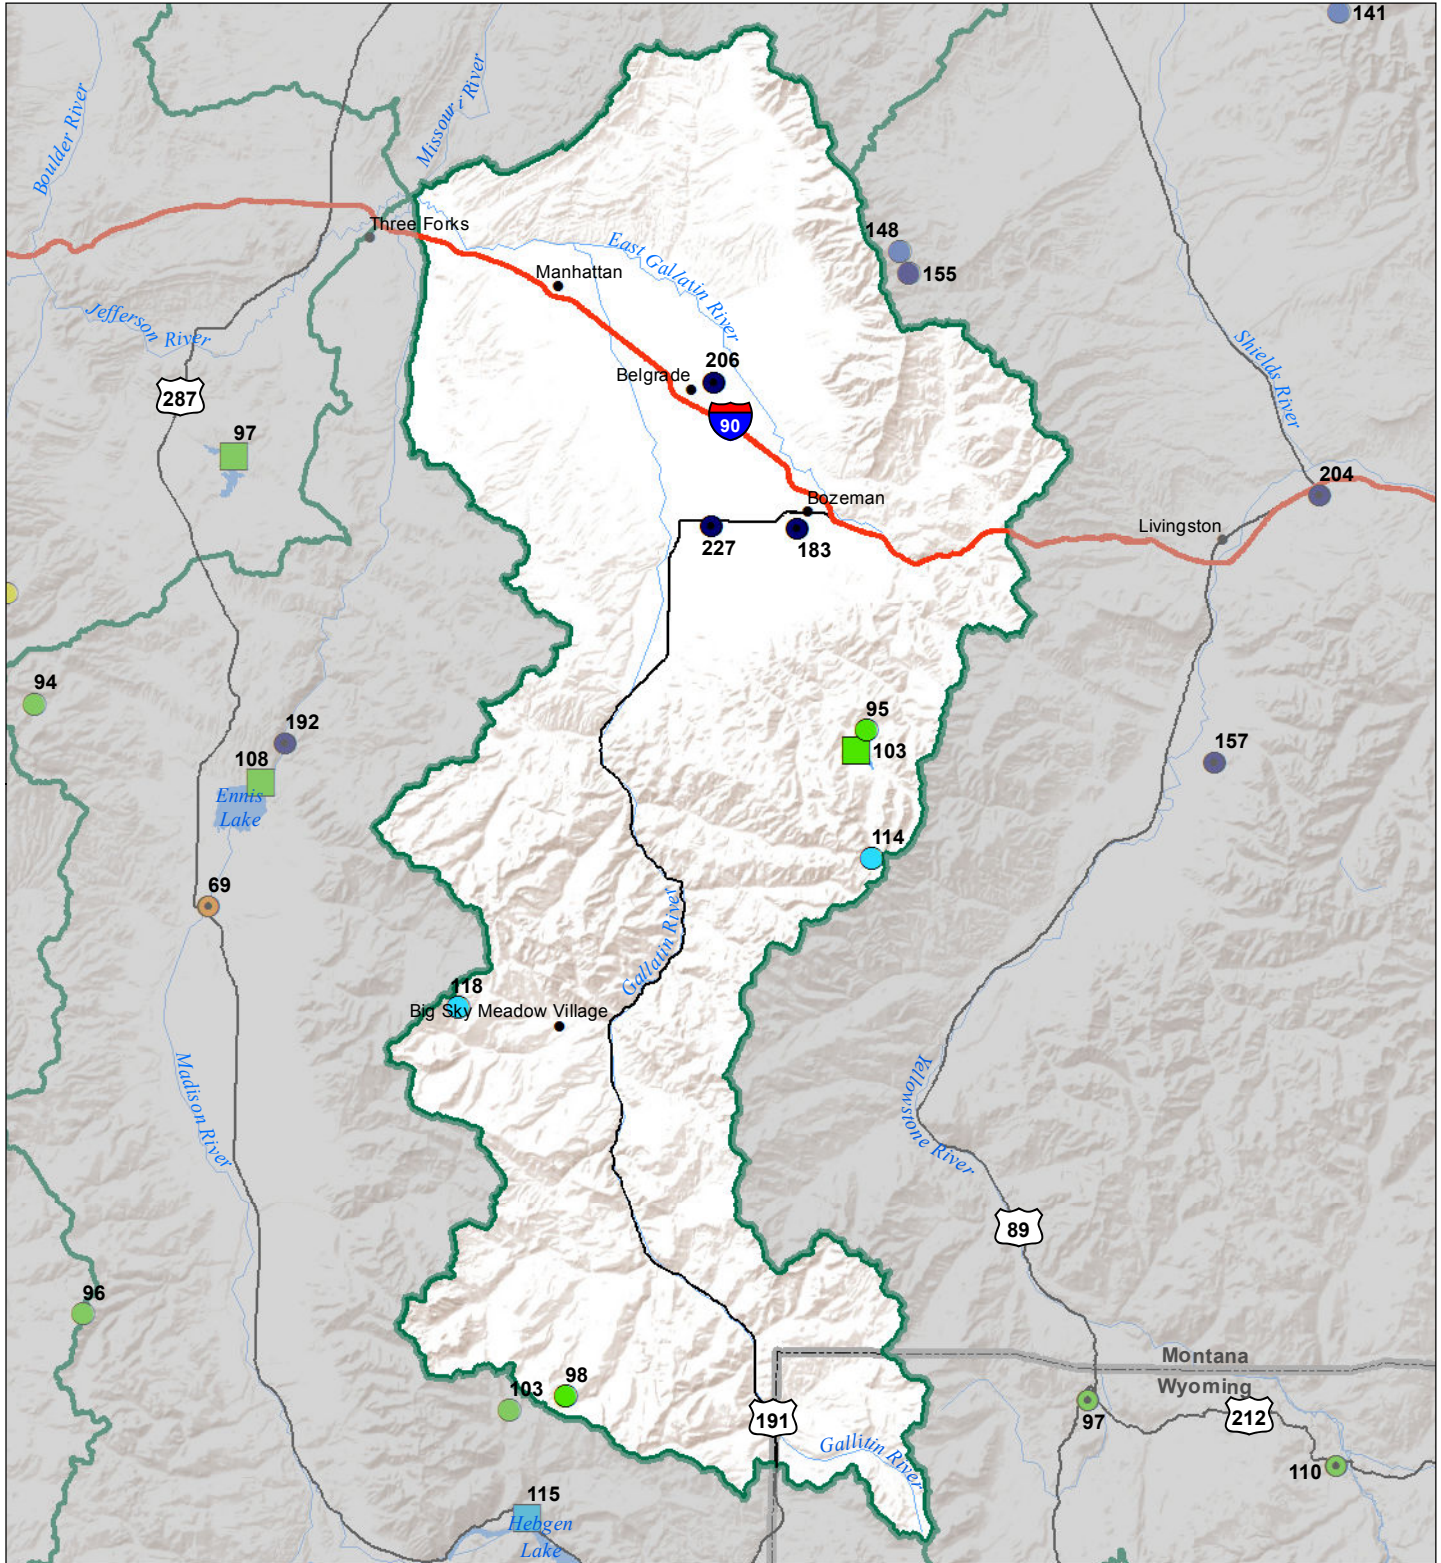 141
Missouri River
Boulder River
Three Forks
148
155
East Gallatin River
Manhattan
Jefferson River
Shields River
206
Belgrade
287
90
97
204
Bozeman
Livingston
227
183
94
95
192
103
157
108
Ennis
Lake
114
69
Gallatin River
118
Big Sky Meadow Village
Madison River
Yellowstone River
89
96
Montana
Wyoming
98
103
97
212
191
Gallitin River
110
115
Hebgen
Lake